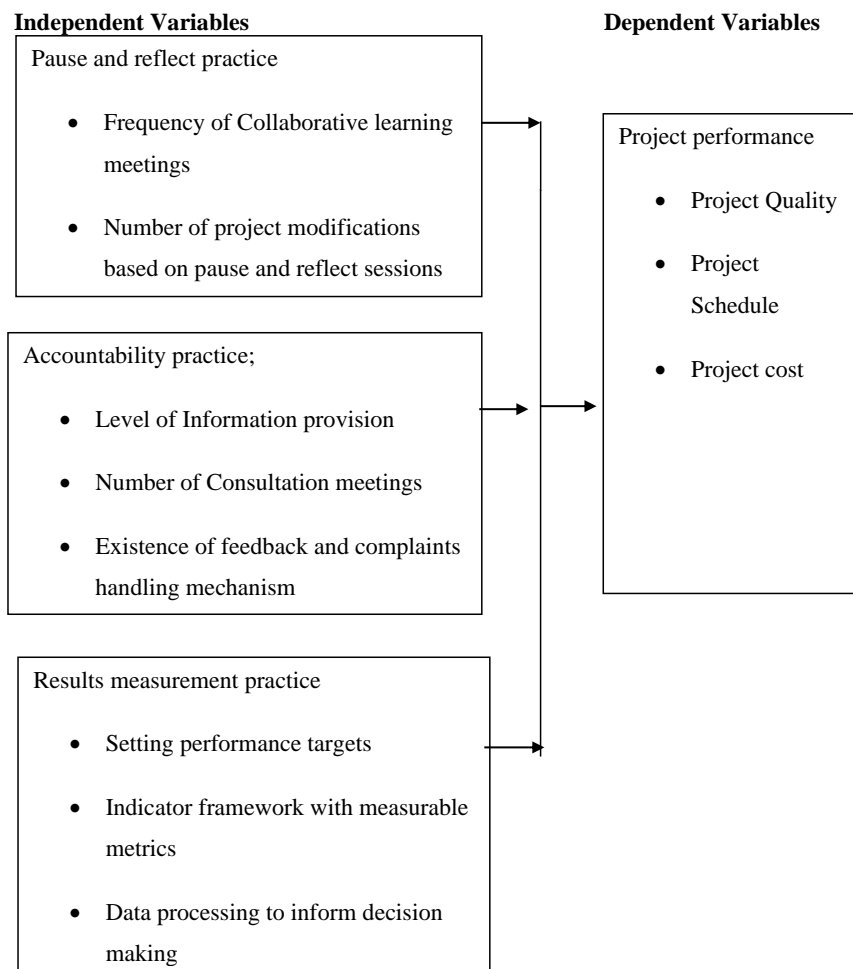 Independent Variables
Pause and reflect practice
• Frequency of Collaborative learning
meetings
• Number of project modifications
based on pause and reflect sessions
Accountability practice;
• Level of Information provision
• Number of Consultation meetings
• Existence of feedback and complaints
handling mechanism
Results measurement practice
• Setting performance targets
• Indicator framework with measurable
metrics
• Data processing to inform decision
making
Dependent Variables
Project performance
• Project Quality
• Project
Schedule
• Project cost